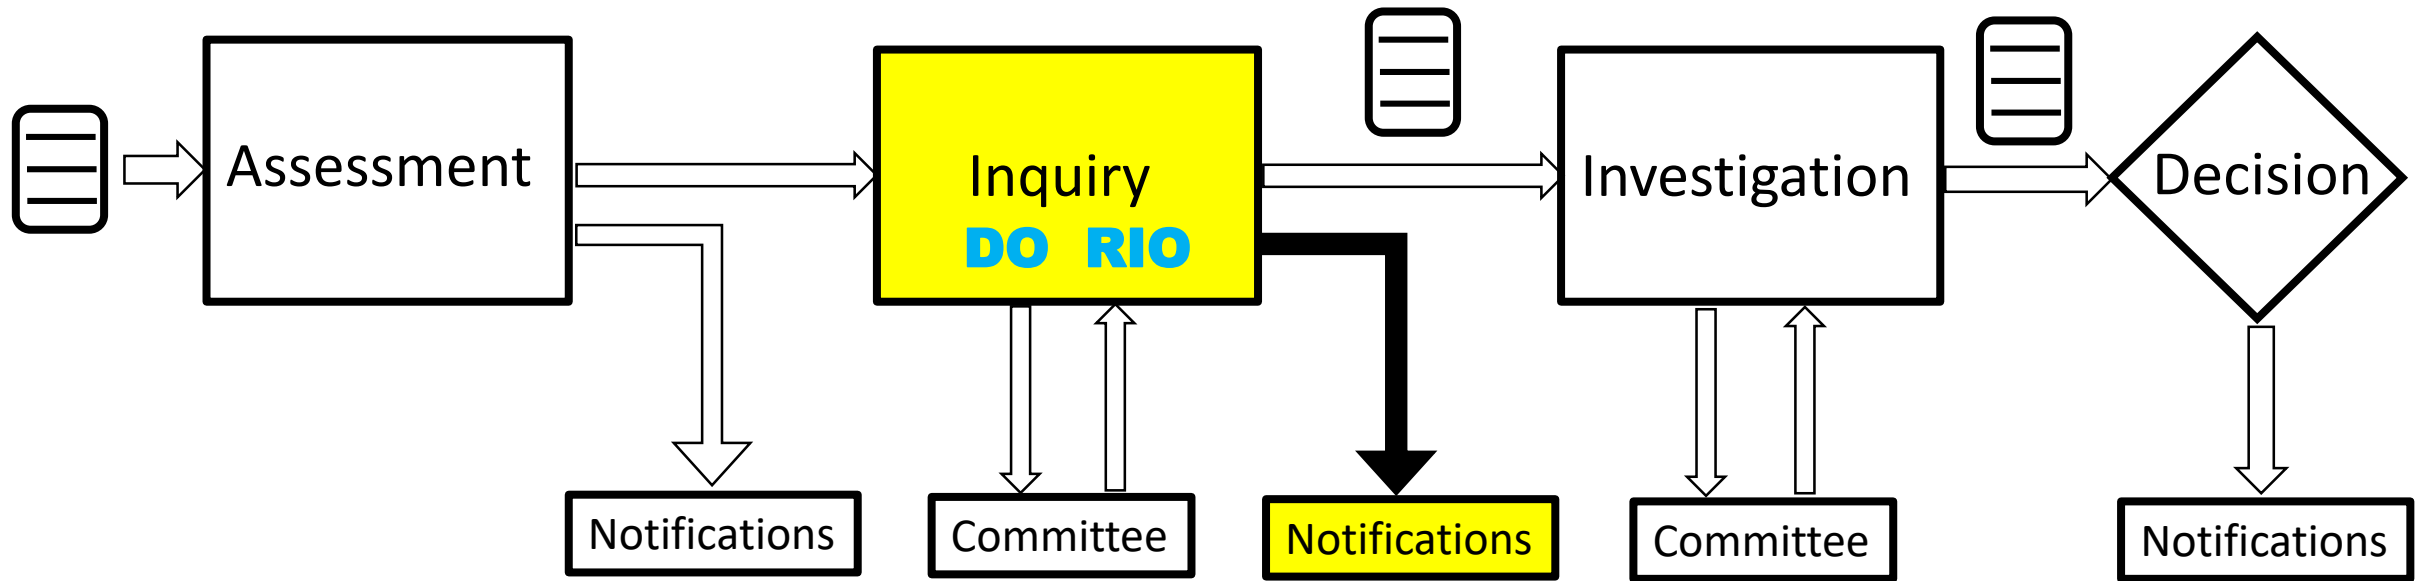 Assessment
Inquiry
DO RIO
Investigation
Decision
Notifications
Committee
Notifications
Committee
Notifications